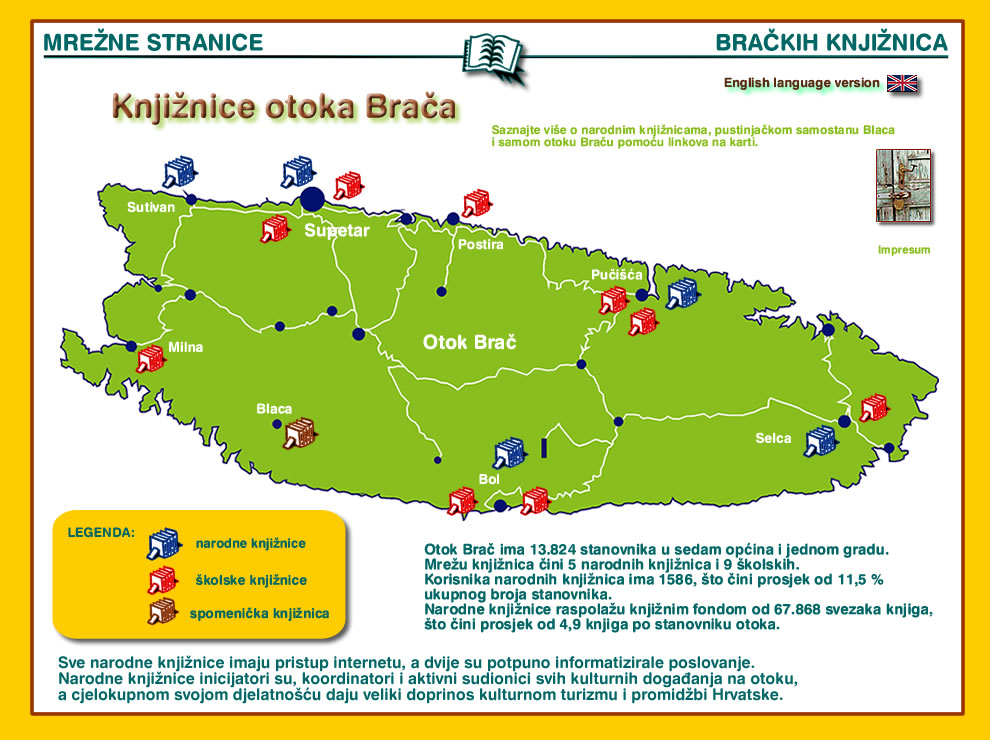 MREŽNE STRANICE
BRAČKIH KNJIŽNICA
English language version
Knjižnice otoka Brača
Saznajte više o narodnim knjižnicama, pustinjačkom samostanu Blaca
i samom otoku Braču pomoću linkova na karti.
Impresum
Sutivan
Supetar
Postira
Pučišća
Otok Brač
Milna
Blaca
Selca
Bol
LEGENDA:
narodne knjižnice
školske knjižnice
spomenička knjižnica
Otok Brač ima 13.824 stanovnika u sedam općina i jednom gradu.
Mrežu knjižnica čini 5 narodnih knjižnica i 9 školskih.
Korisnika narodnih knjižnica ima 1586, što čini prosjek od 11,5 %
ukupnog broja stanovnika.
Narodne knjižnice raspolažu knjižnim fondom od 67.868 svezaka knjiga,
što čini prosjek od 4,9 knjiga po stanovniku otoka.
Sve narodne knjižnice imaju pristup internetu, a dvije su potpuno informatizirale poslovanje.
Narodne knjižnice inicijatori su, koordinatori i aktivni sudionici svih kulturnih događanja na otoku,
a cjelokupnom svojom djelatnošću daju veliki doprinos kulturnom turizmu i promidžbi Hrvatske.